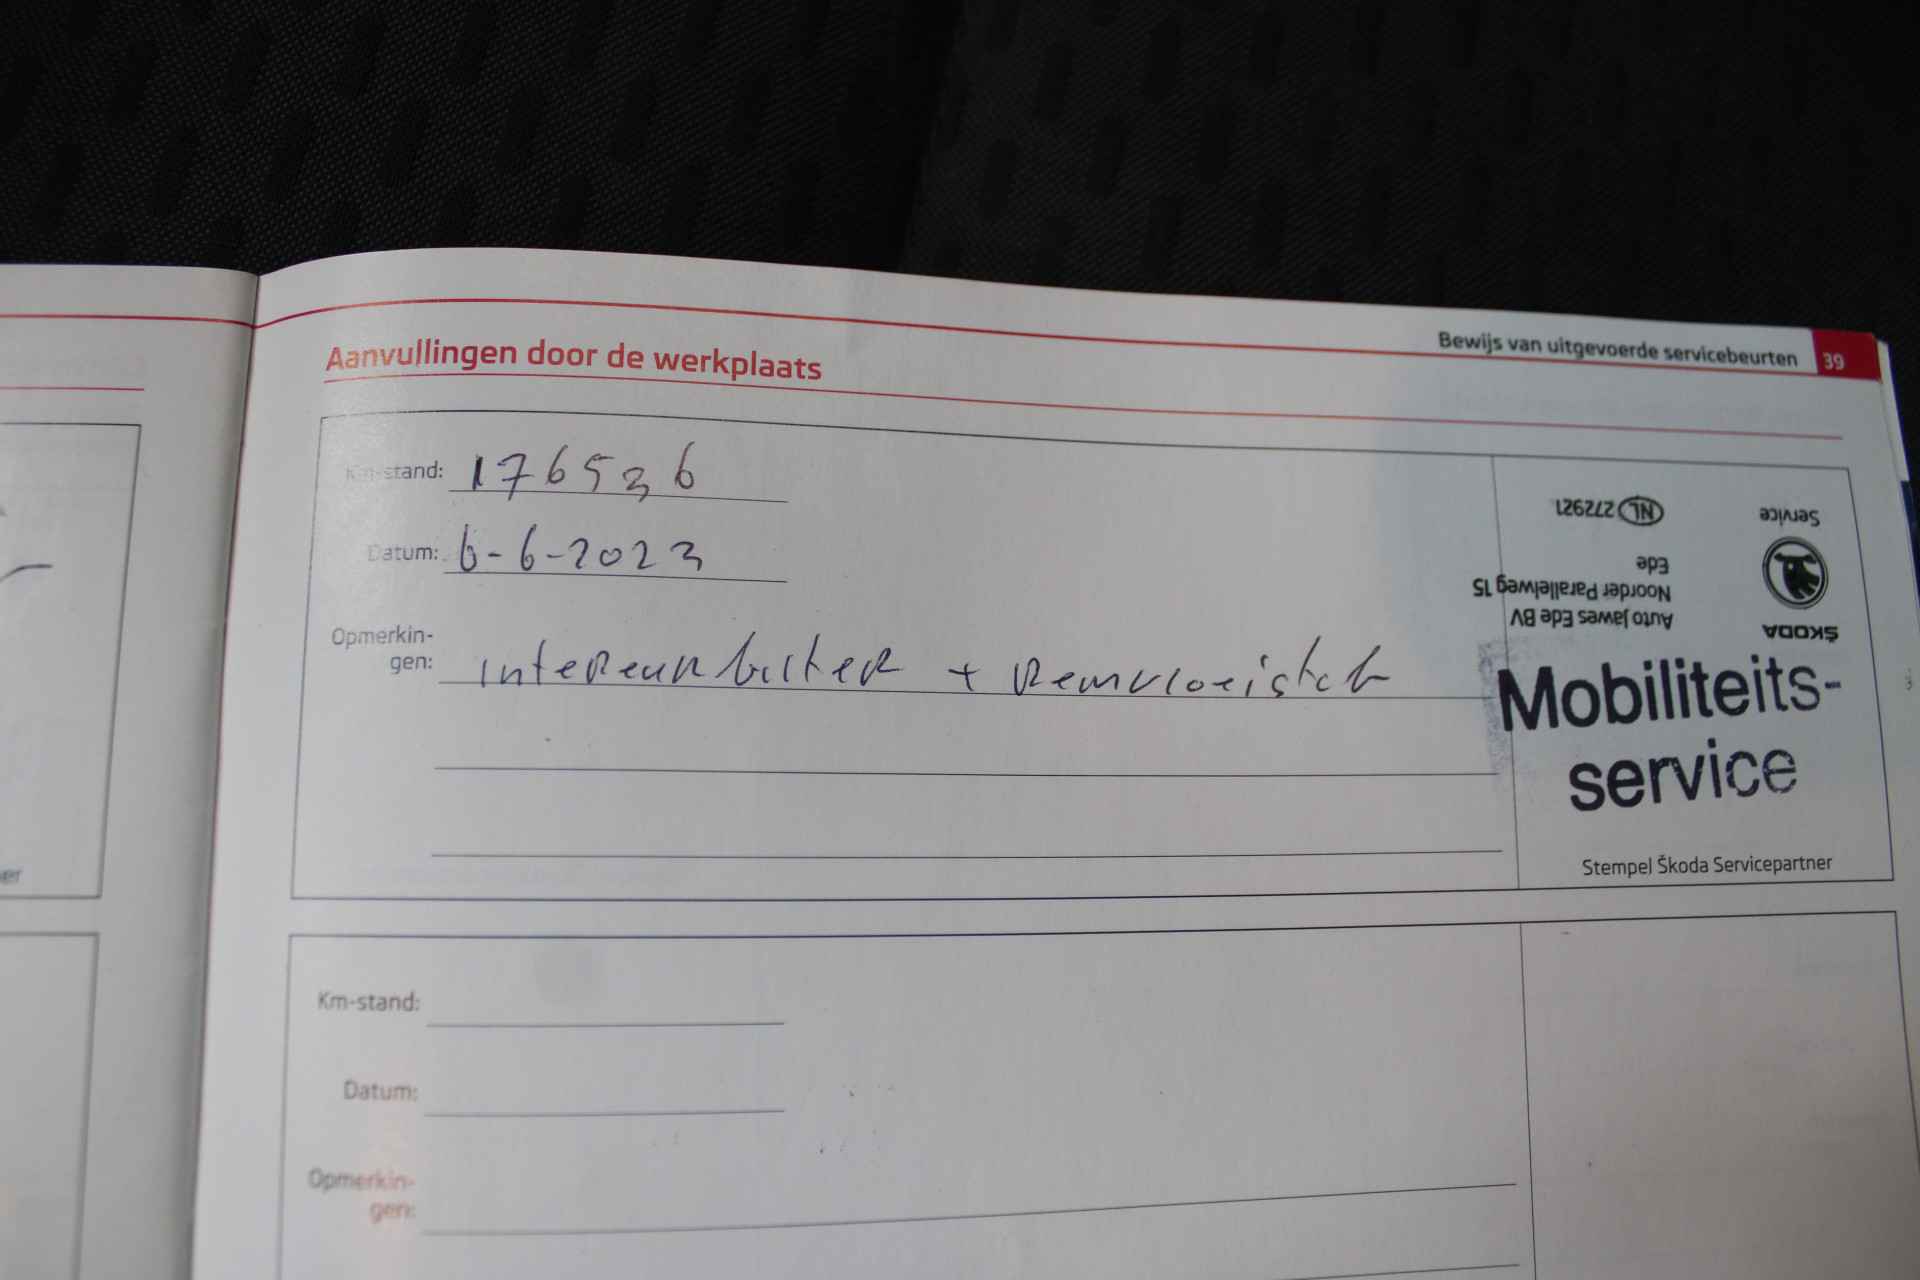 Bewijs van uitgevoerde servicebeurten 39
Aanvullingen door de werkplaats
Km-stand: 176536
Datum: 6-6-2023
Opmerkin-
gen: interieurfilter + Remvloeistof
ŠKODA
Service
Auto Jawes Ede BV
Noorder Parallelweg 15
Ede
NL 272921
Mobiliteits-
service
Stempel Škoda Servicepartner
Km-stand:
Datum:
Opmerkin-
gen: